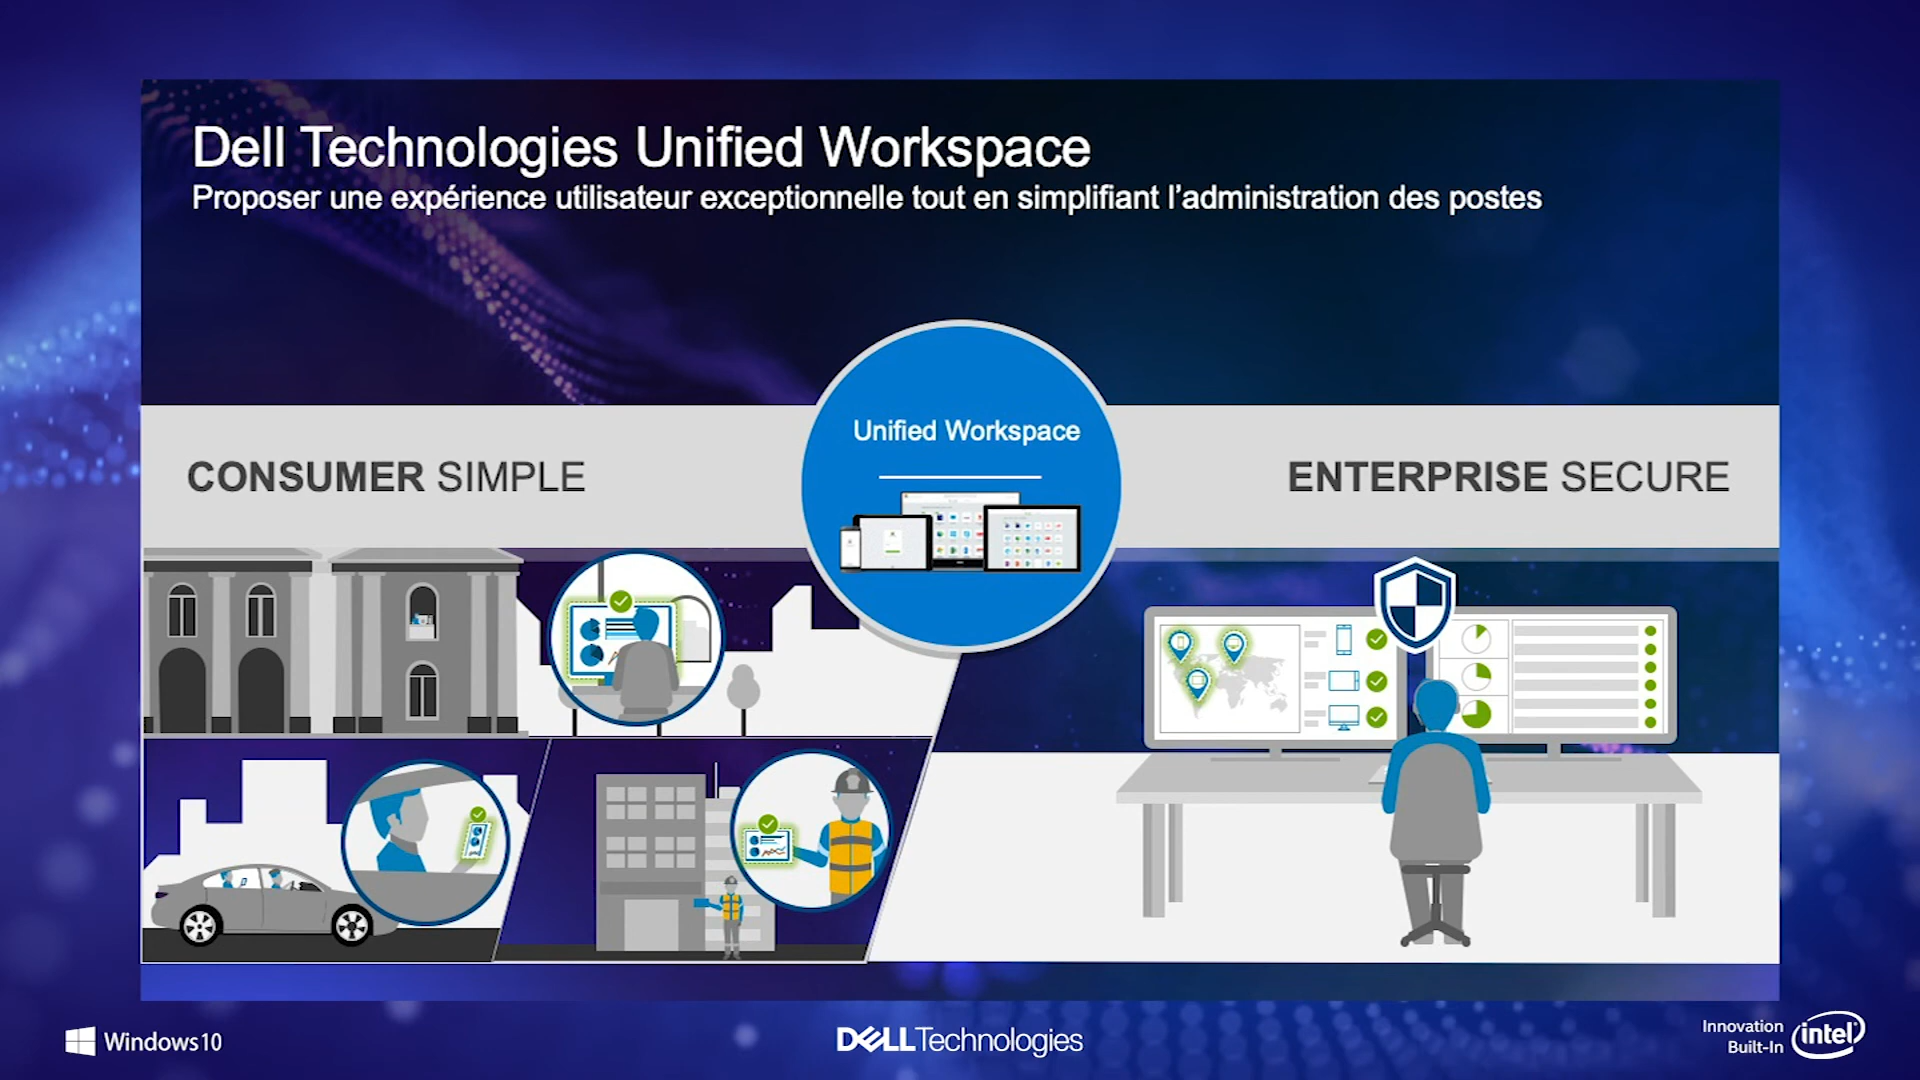 Dell Technologies Unified Workspace
Proposer une expérience utilisateur exceptionnelle tout en simplifiant l’administration des postes
Unified Workspace
CONSUMER SIMPLE
ENTERPRISE SECURE
Windows10
DELLTechnologies
Innovation
Built-In
intel